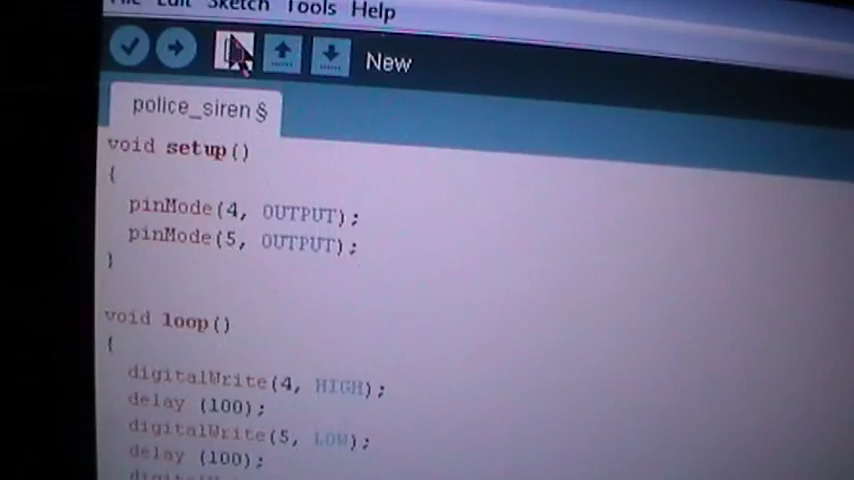 File Edit Sketch Tools Help
New
police_siren §
void setup()
{
pinMode(4, OUTPUT);
pinMode(5, OUTPUT);
}
void loop()
{
digitalWrite(4, HIGH);
delay (100);
digitalWrite(5, LOW);
delay (100);